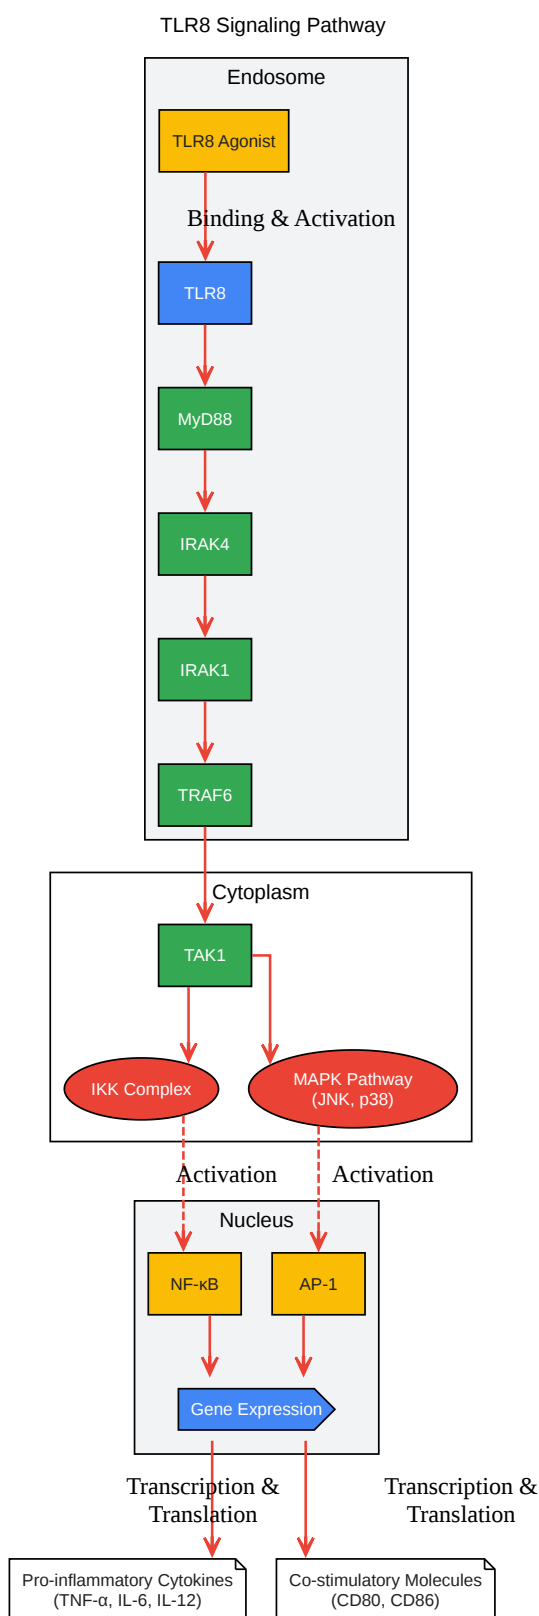 TLR8 Signaling Pathway
Endosome
TLR8 Agonist
Binding & Activation
TLR8
MyD88
IRAK4
IRAK1
TRAF6
Cytoplasm
TAK1
IKK Complex
MAPK Pathway
(JNK, p38)
Activation
Activation
Nucleus
NF-κB
AP-1
Gene Expression
Transcription &
Translation
Transcription &
Translation
Pro-inflammatory Cytokines
(TNF-α, IL-6, IL-12)
Co-stimulatory Molecules
(CD80, CD86)